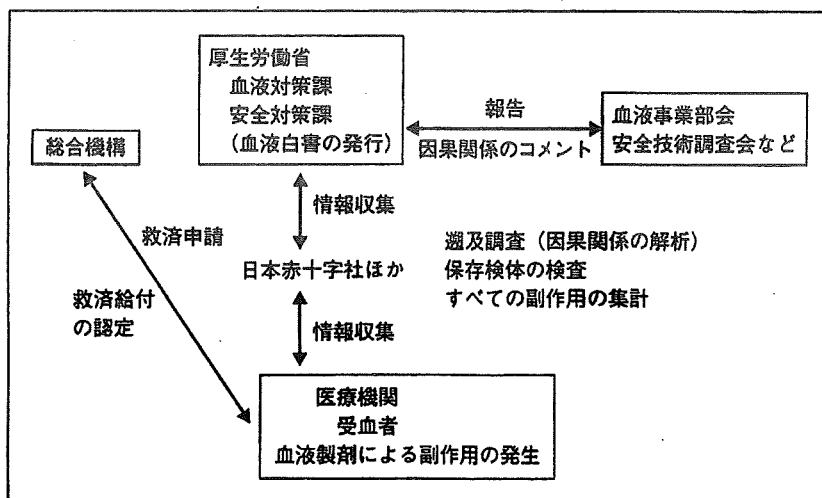 厚生労働省
血液対策課
安全対策課
(血液白書の発行)
報告
因果関係のコメント
血液事業部会
安全技術調査会など
総合機構
情報収集
救済申請
日本赤十字社ほか
遡及調査（因果関係の解析）
保存検体の検査
すべての副作用の集計
救済給付
の認定
情報収集
医療機関
受血者
血液製剤による副作用の発生